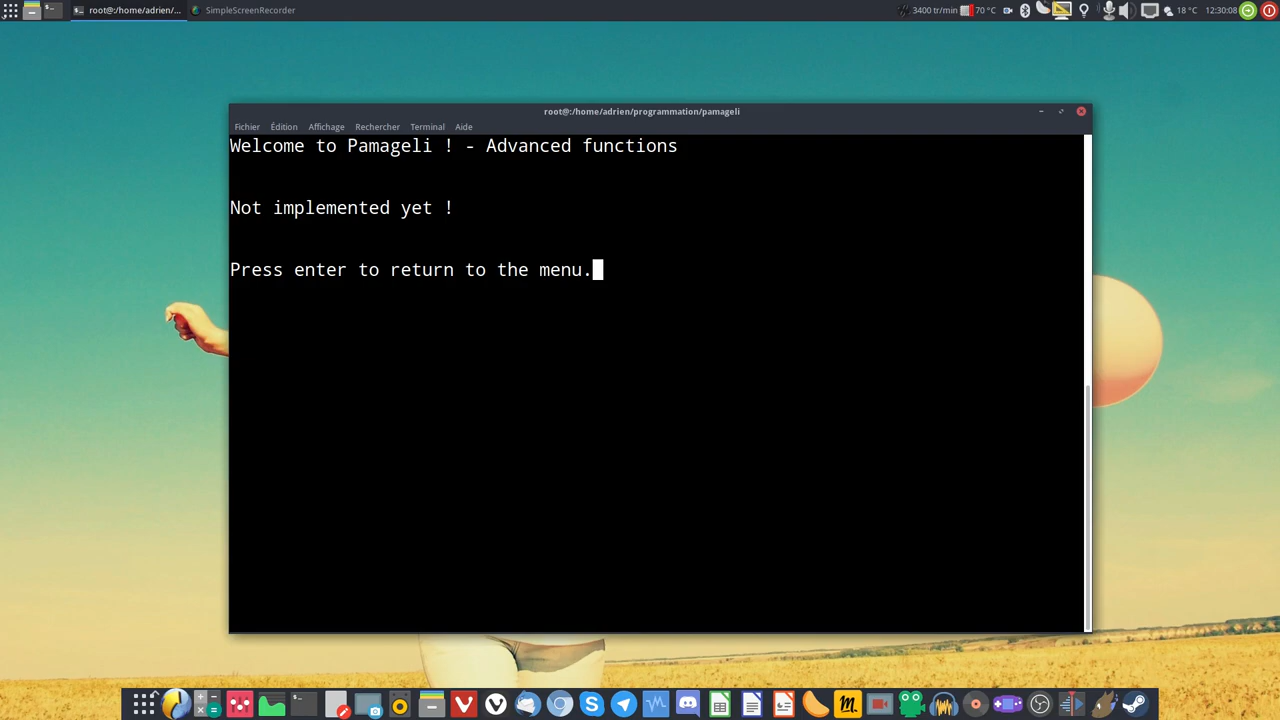 root@:/home/adrien/...
SimpleScreenRecorder
3400 tr/min
70 °C
18 °C
12:30:08
root@:/home/adrien/programmation/pamageli
Fichier Édition Affichage Rechercher Terminal Aide
Welcome to Pamageli ! - Advanced functions
Not implemented yet !
Press enter to return to the menu.